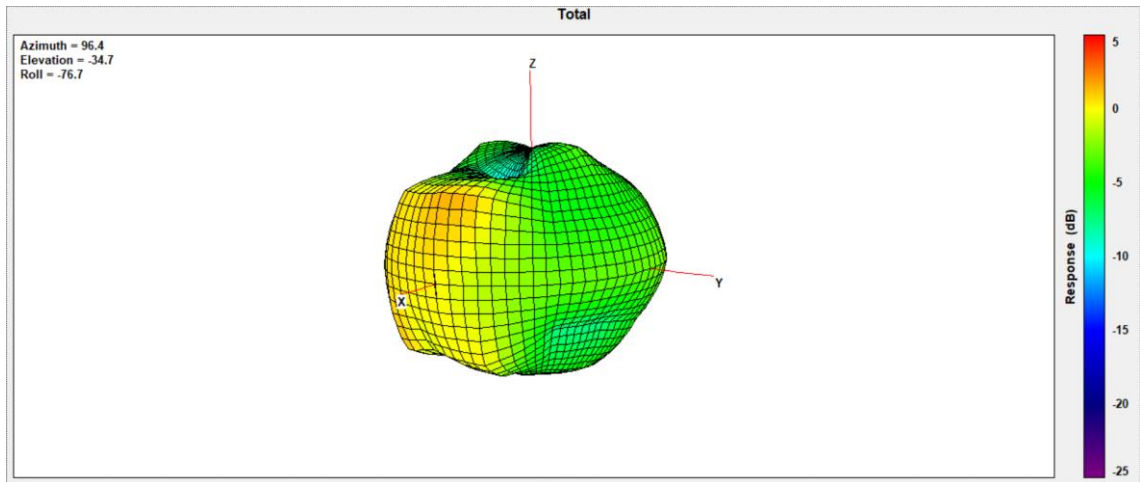 Total
Azimuth = 96.4
Elevation = -34.7
Roll = -76.7
Z
Y
X
5
0
-5
-10
-15
-20
-25
Response (dB)